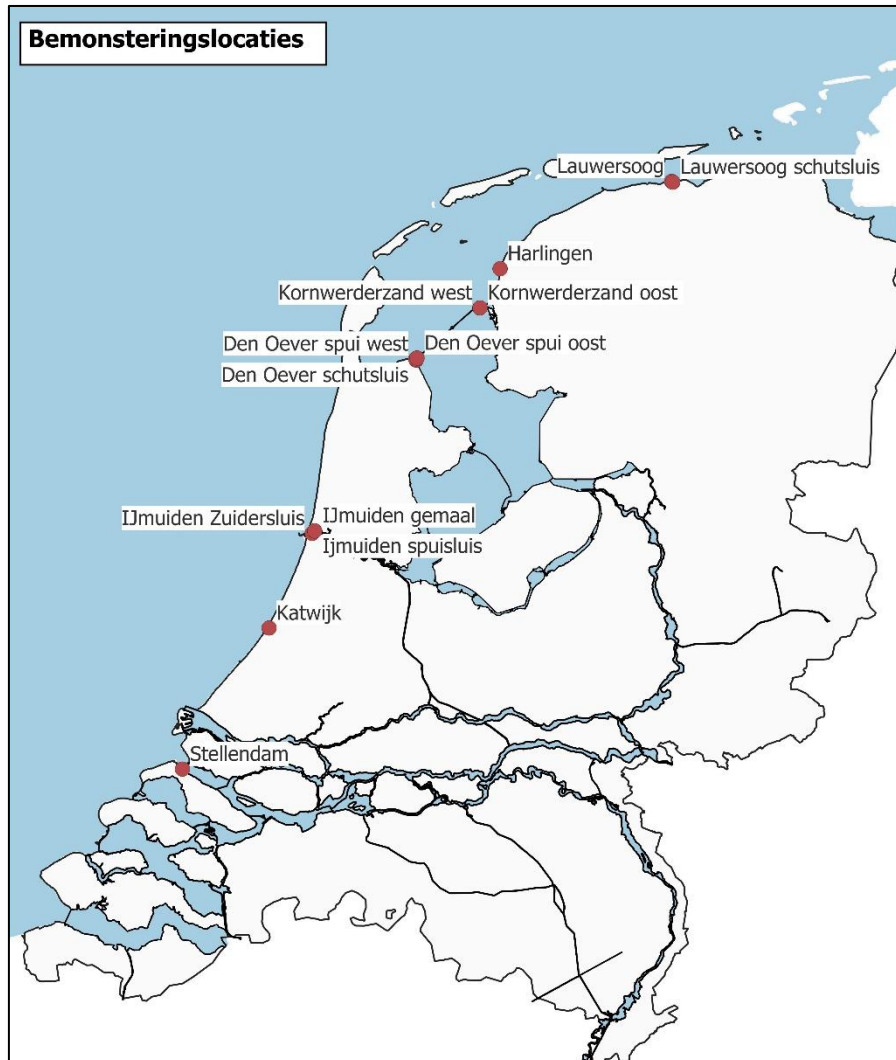 Bemonsteringslocaties
Lauwersoog
Lauwersoog schutsluis
Harlingen
Kornwerderzand west
Kornwerderzand oost
Den Oever spui west
Den Oever spui oost
Den Oever schutsluis
IJmuiden Zuidersluis
IJmuiden gemaal
Ijmuiden spuisluis
Katwijk
Stellendam